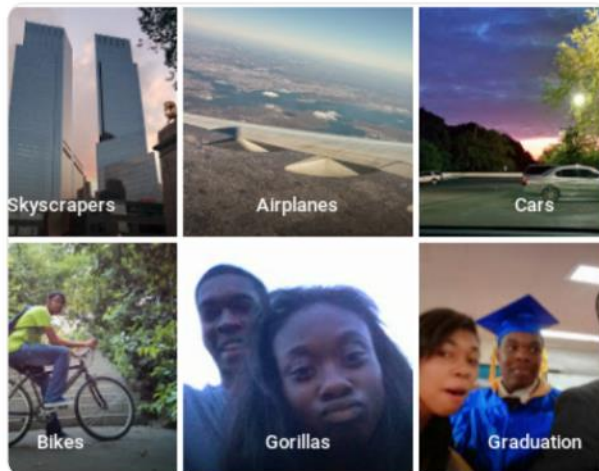 Skyscrapers
Airplanes
Cars
Bikes
Gorillas
Graduation